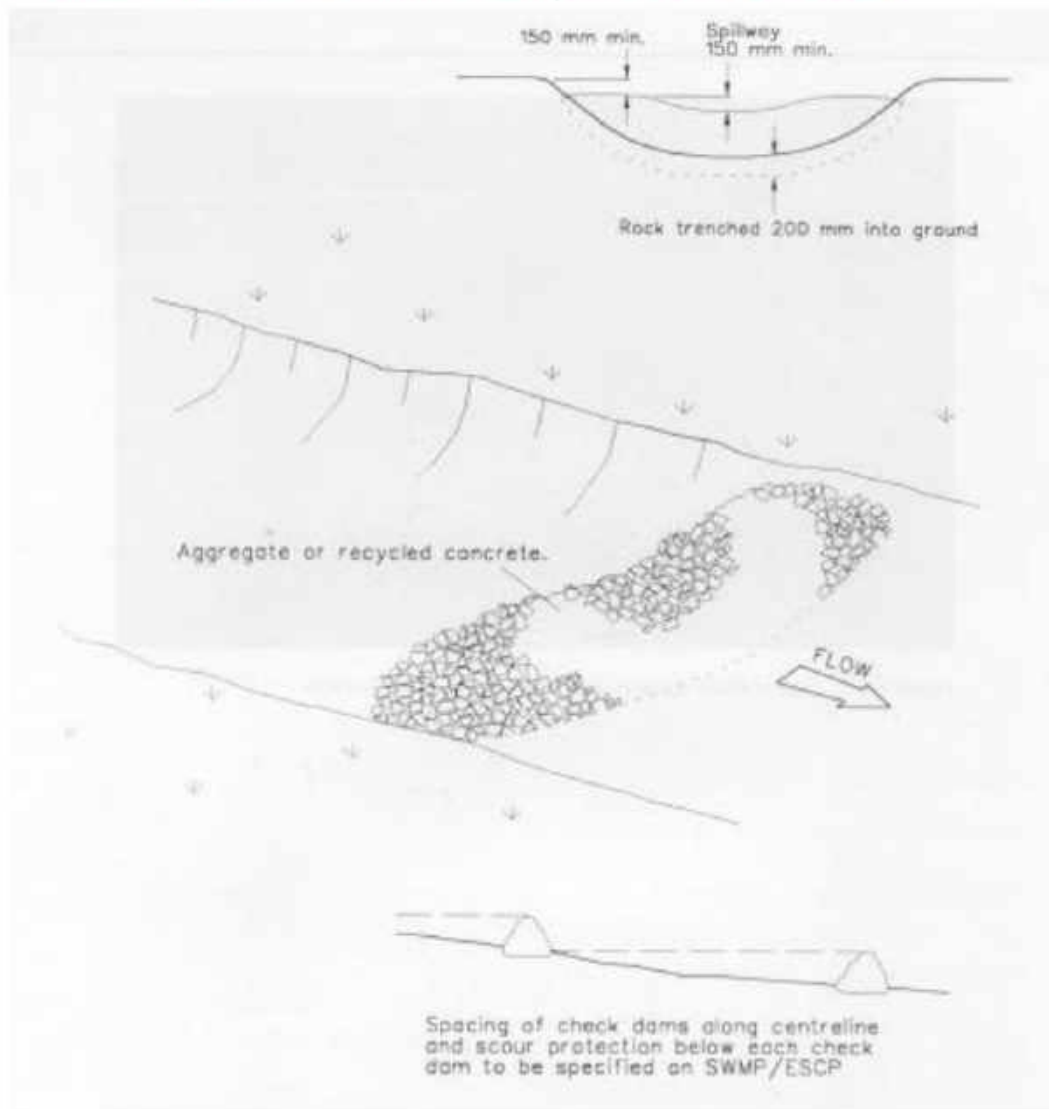 150 mm min.
Spillway
150 mm min.
Rock trenched 200 mm into ground
Aggregate or recycled concrete.
FLOW
Spacing of check dams along centreline
and scour protection below each check
dam to be specified on SWMP/ESCP